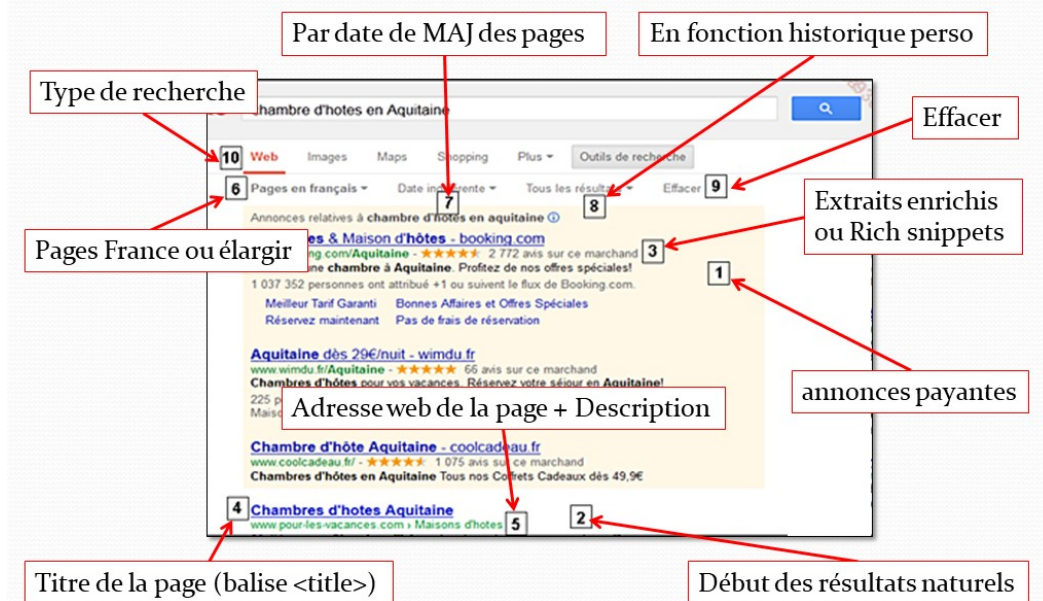 Par date de MAJ des pages
En fonction historique perso
Type de recherche
chambre d'hotes en Aquitaine
Effacer
10 Web Images Maps Shopping Plus Outils de recherche
6 Pages en français Date indifférente 7 Tous les résultats 8 Effacer 9
Extraits enrichis
ou Rich snippets
Annonces relatives à chambre d'hotes en aquitaine
Pages France ou élargir
es & Maison d'hôtes - booking.com
ng.com/Aquitaine - 2 772 avis sur ce marchand 3
une chambre à Aquitaine. Profitez de nos offres spéciales!
1
1 037 352 personnes ont attribué +1 ou suivent le flux de Booking.com.
Meilleur Tarif Garanti Bonnes Affaires et Offres Spéciales
Réservez maintenant Pas de frais de réservation
Aquitaine dès 29€/nuit - wimdu.fr
www.wimdu.fr/Aquitaine - 66 avis sur ce marchand
Chambres d'hôtes pour vos vacances. Réservez votre séjour en Aquitaine!
annonces payantes
225 p
Maiso
Adresse web de la page + Description
Chambre d'hôte Aquitaine - coolcadeau.fr
www.coolcadeau.fr/ - 1 075 avis sur ce marchand
Chambres d'hôtes en Aquitaine Tous nos Coffrets Cadeaux dès 49,9€
4 Chambres d'hotes Aquitaine
www.pour-les-vacances.com › Maisons d'hotes 5 2
Titre de la page (balise <title>)
Début des résultats naturels